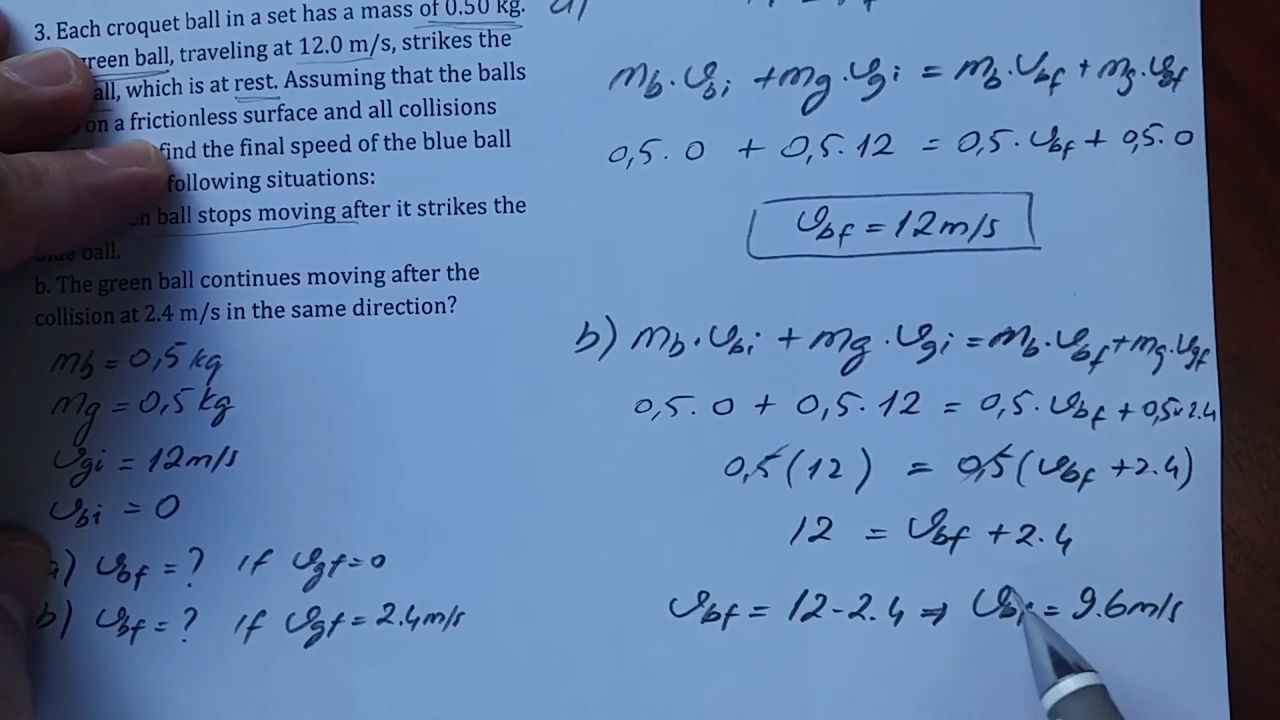 3. Each croquet ball in a set has a mass of 0.50 kg.
reen ball, traveling at 12.0 m/s, strikes the
all, which is at rest. Assuming that the balls
on a frictionless surface and all collisions
find the final speed of the blue ball
following situations:
n ball stops moving after it strikes the
blue ball.
b. The green ball continues moving after the
collision at 2.4 m/s in the same direction?
mb = 0,5 kg
mg = 0,5 kg
vgi = 12 m/s
vbi = 0
a) vbf = ? if vgf = 0
b) vbf = ? if vgf = 2.4 m/s
a)
mb · vbi + mg · vgi = mb · vbf + mg · vgf
0,5 · 0 + 0,5 · 12 = 0,5 · vbf + 0,5 · 0
vbf = 12 m/s
b) mb · vbi + mg · vgi = mb · vbf + mg · vgf
0,5 · 0 + 0,5 · 12 = 0,5 · vbf + 0,5 × 2.4
0,5 (12) = 0,5 (vbf + 2.4)
12 = vbf + 2.4
vbf = 12 - 2.4 ⇒ vbf = 9.6 m/s